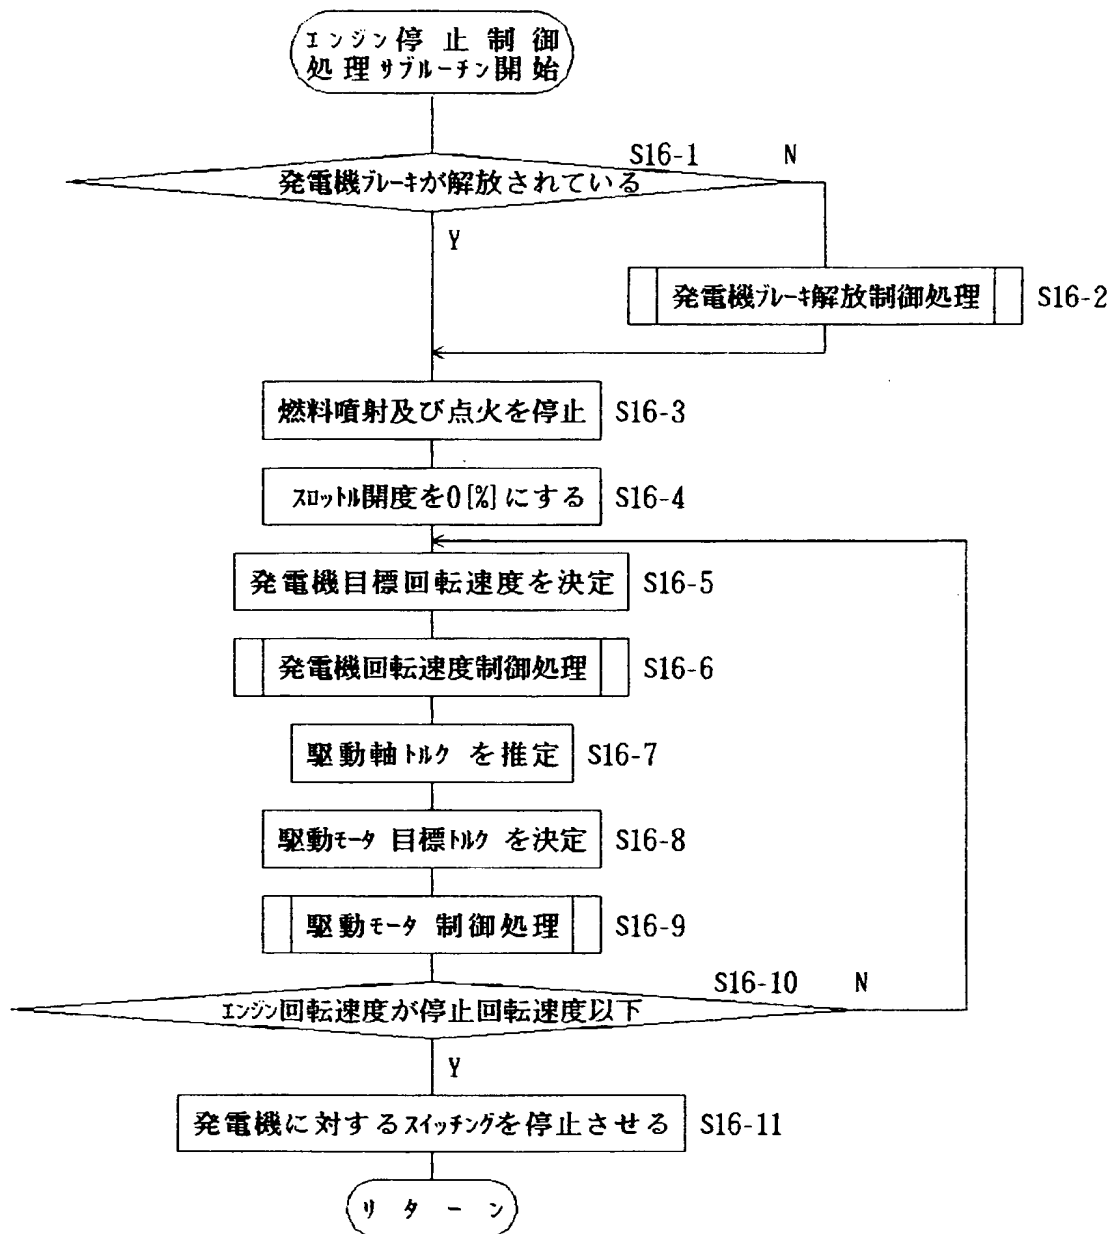 エンジン停止制御
処理サブルーチン開始
S16-1 N
発電機ブレーキが解放されている
Y
発電機ブレーキ解放制御処理 S16-2
燃料噴射及び点火を停止 S16-3
スロットル開度を0[%]にする S16-4
発電機目標回転速度を決定 S16-5
発電機回転速度制御処理 S16-6
駆動軸トルクを推定 S16-7
駆動モータ目標トルクを決定 S16-8
駆動モータ制御処理 S16-9
S16-10 N
エンジン回転速度が停止回転速度以下
Y
発電機に対するスイッチングを停止させる S16-11
リターン